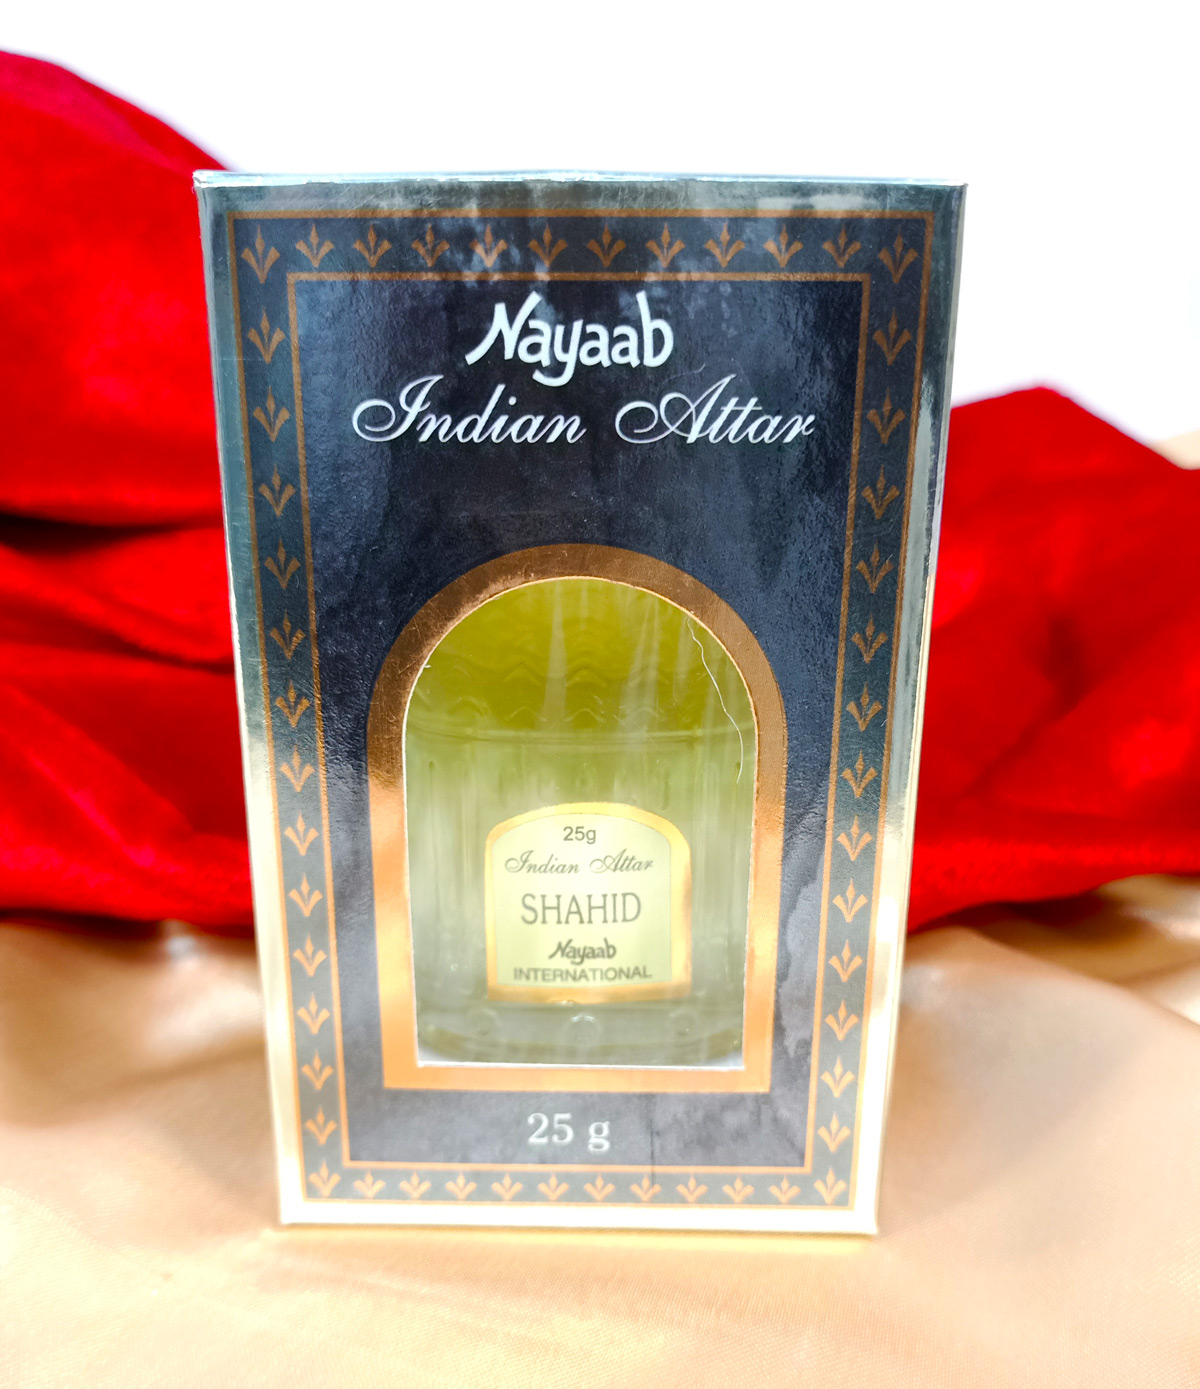 Nayaab
Indian Attar
25g
Indian Attar
SHAHID
Nayaab
INTERNATIONAL
25 g